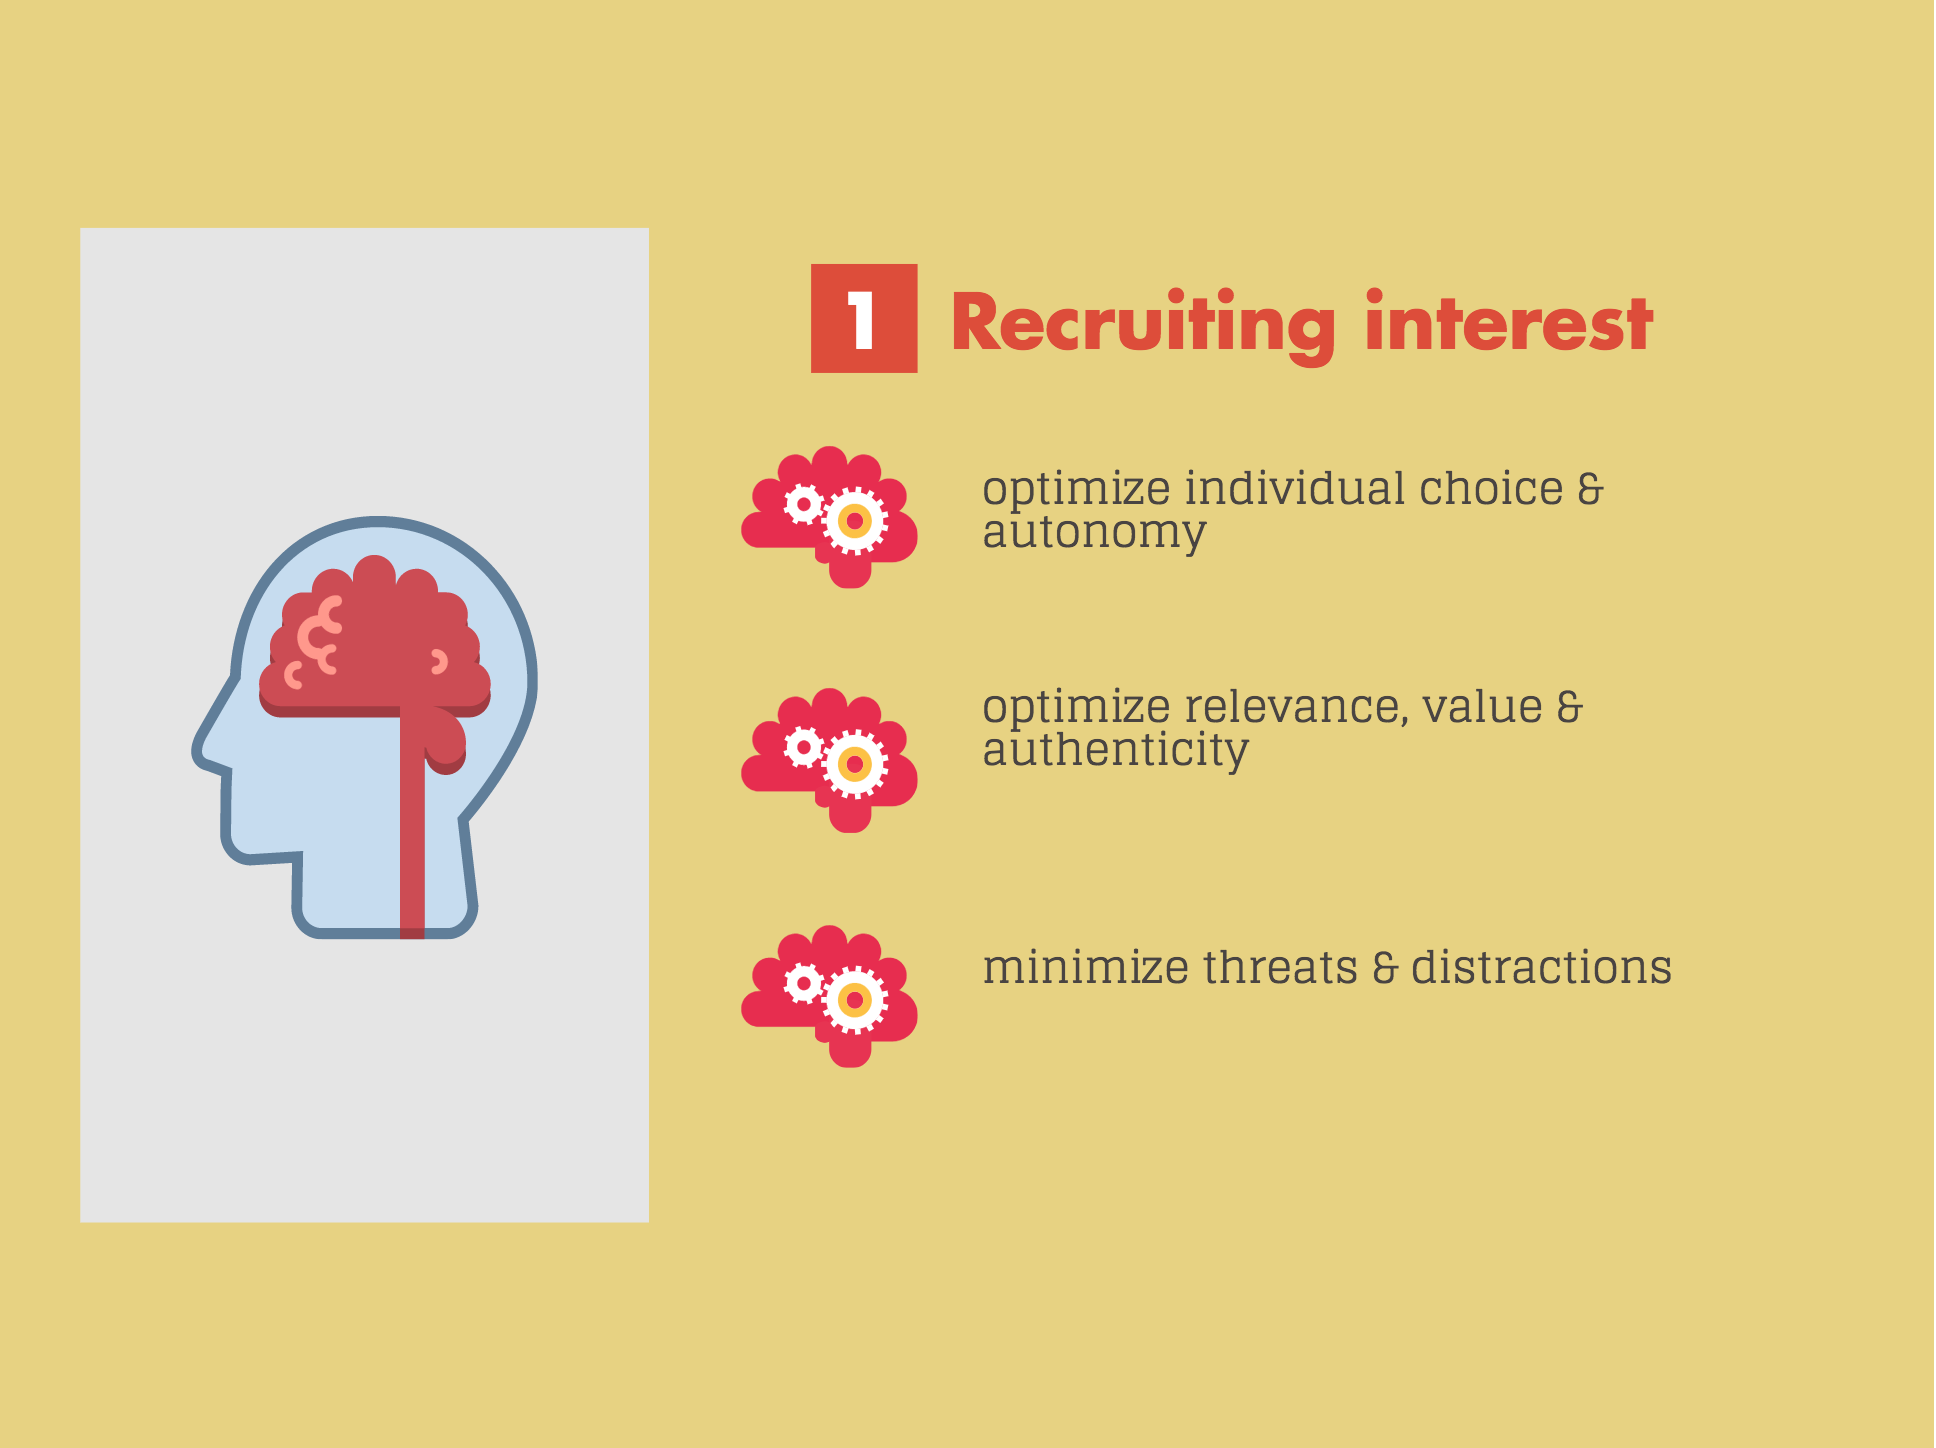 1 Recruiting interest
optimize individual choice &
autonomy
optimize relevance, value &
authenticity
minimize threats & distractions